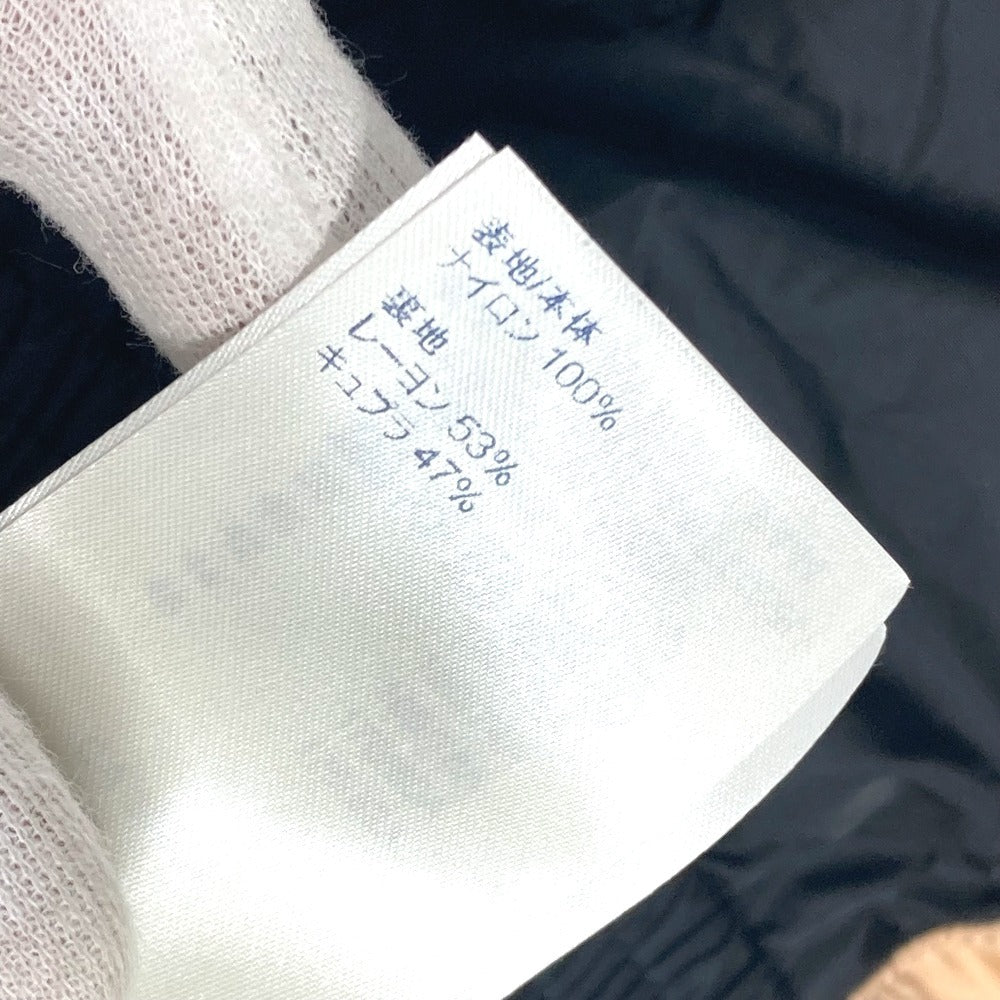 表地/本体
ナイロン 100%
裏地
レーヨン 53%
キュプラ 47%